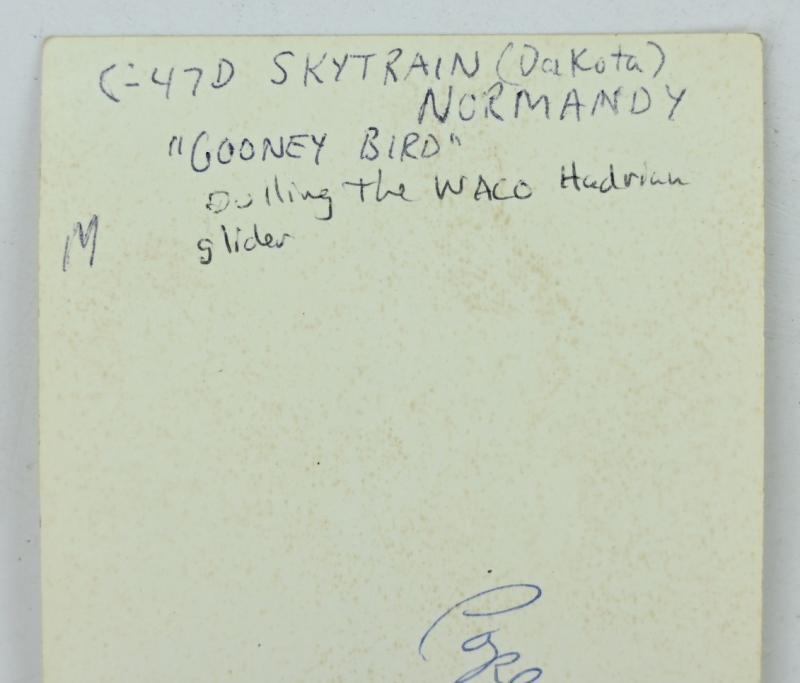 C-47D SKYTRAIN (Dakota)
NORMANDY
"GOONEY BIRD"
Pulling the WACO Hadrian
glider
M